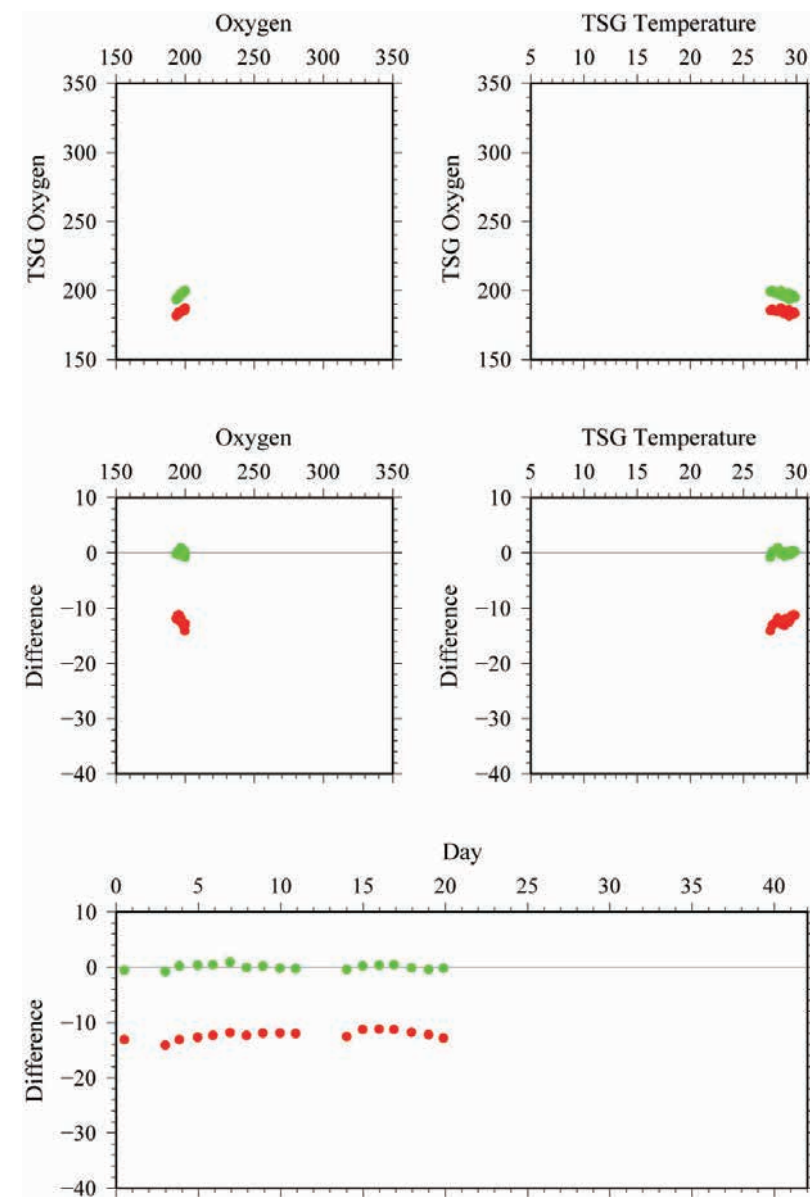 Oxygen TSG Temperature
150 200 250 300 350 5 10 15 20 25 30
350 350
300 300
250 250
200 200
150 150
TSG Oxygen TSG Oxygen
Oxygen TSG Temperature
150 200 250 300 350 5 10 15 20 25 30
10 10
0 0
−10 −10
−20 −20
−30 −30
−40 −40
Difference Difference
Day
0 5 10 15 20 25 30 35 40
10
0
−10
−20
−30
−40
Difference